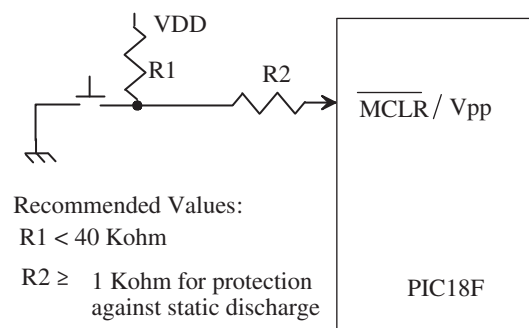 VDD
R1
R2
MCLR / Vpp
Recommended Values:
R1 < 40 Kohm
R2 ≥ 1 Kohm for protection
against static discharge
PIC18F